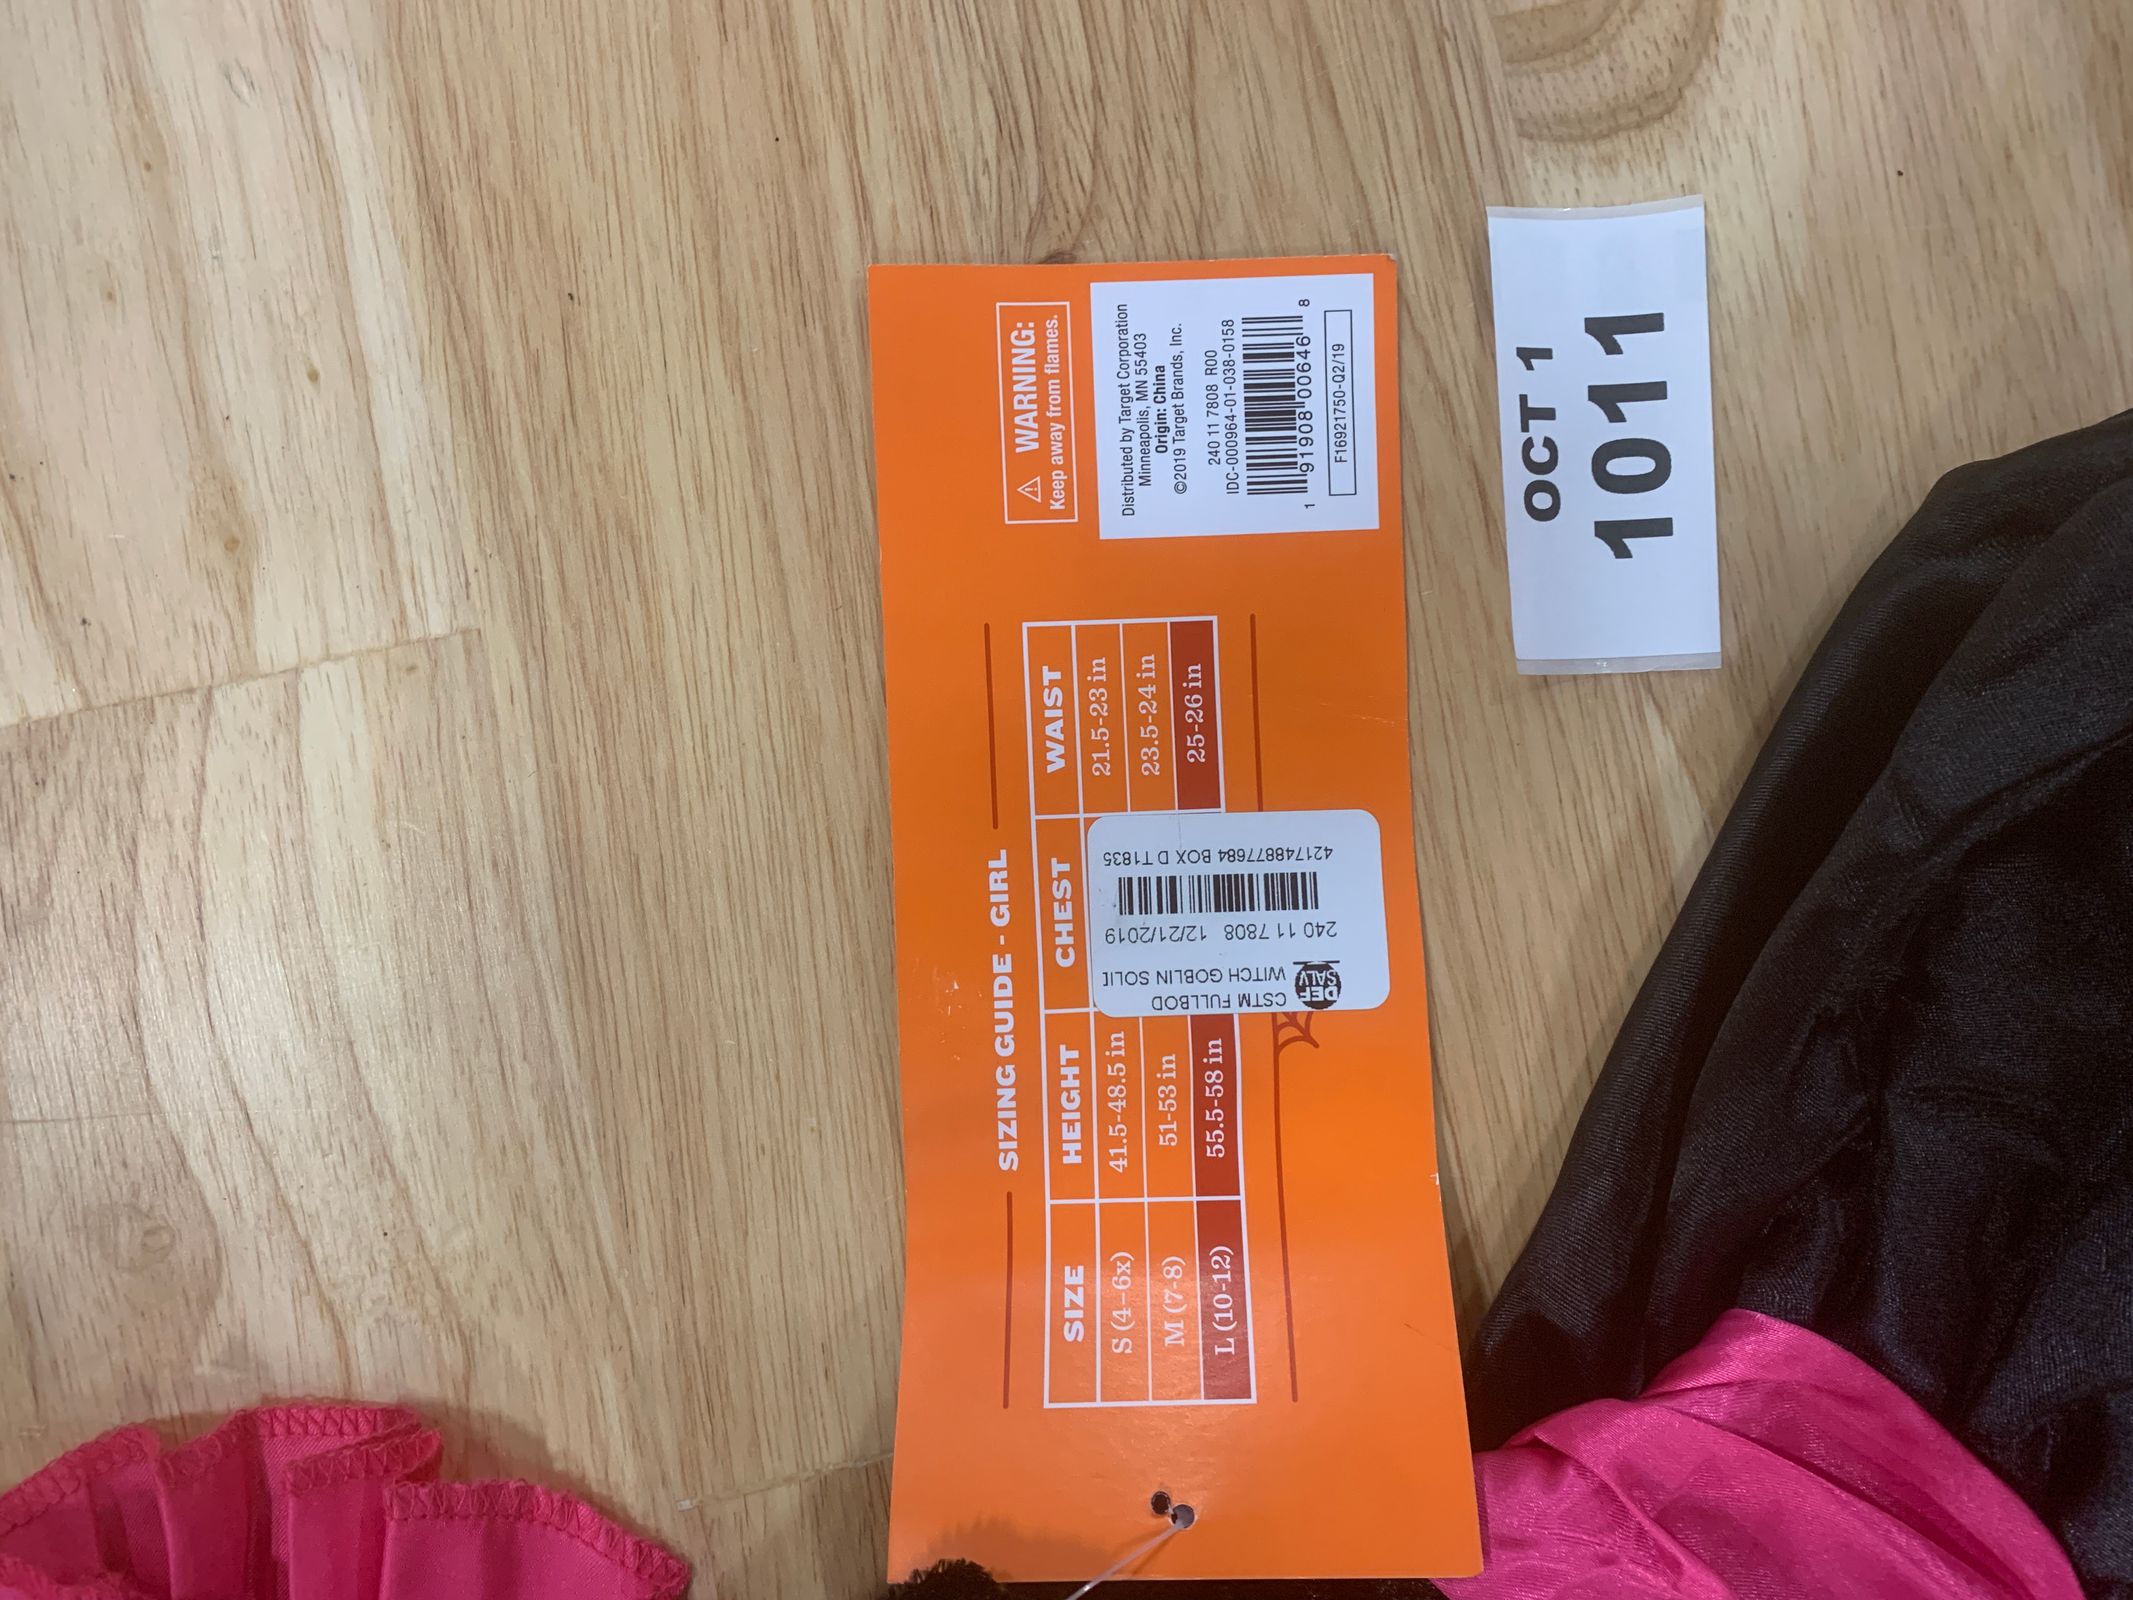 SIZING GUIDE - GIRL
SIZE HEIGHT CHEST WAIST
S (4-6x) 41.5-48.5 in 21.5-23 in
M (7-8) 51-53 in 23.5-24 in
L (10-12) 55.5-58 in 25-26 in
CSTM FULLBOD
WITCH GOBLIN SOLI
DEF
SALV
240 11 7808 12/21/2019
421748877684 BOX D T1835
WARNING:
Keep away from flames.
Distributed by Target Corporation
Minneapolis, MN 55403
Origin: China
©2019 Target Brands, Inc.
240 11 7808 R00
IDC-000964-01-038-0158
1 91908 00646 8
F16921750-Q2/19
OCT 1
1011